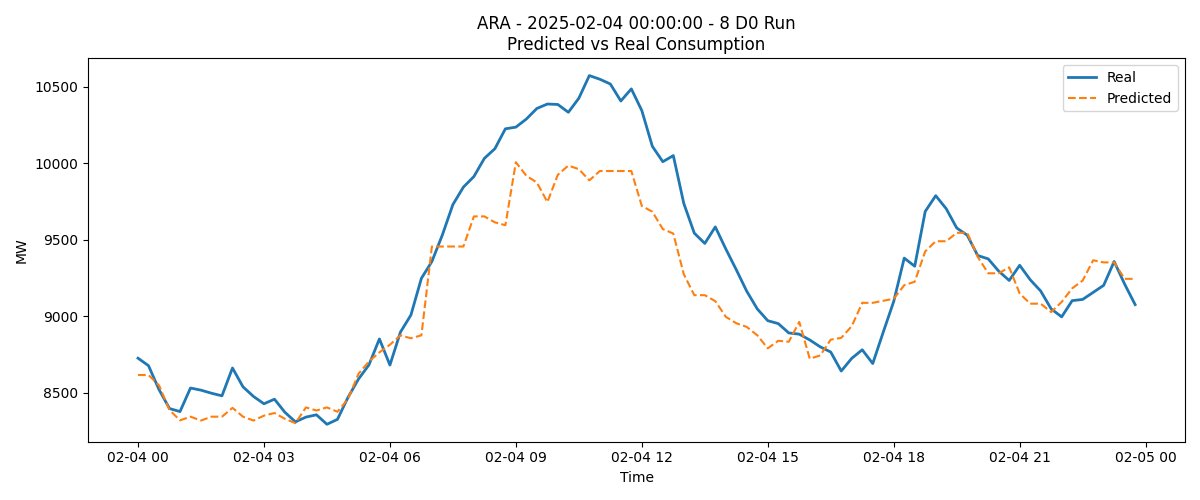 ARA - 2025-02-04 00:00:00 - 8 D0 Run
Predicted vs Real Consumption
Real
Predicted
MW
10500
10000
9500
9000
8500
02-04 00
02-04 03
02-04 06
02-04 09
02-04 12
02-04 15
02-04 18
02-04 21
02-05 00
Time